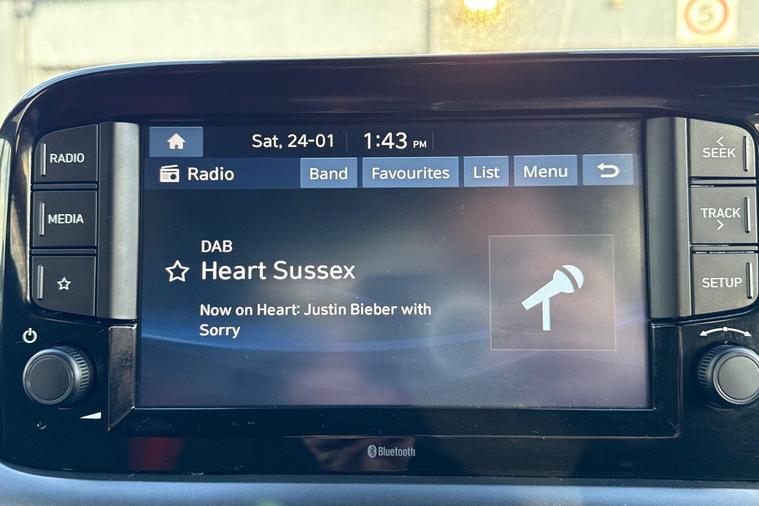 5
RADIO
MEDIA
Sat, 24-01 1:43 PM
Radio Band Favourites List Menu
DAB
Heart Sussex
Now on Heart: Justin Bieber with
Sorry
< SEEK
TRACK >
SETUP
Bluetooth